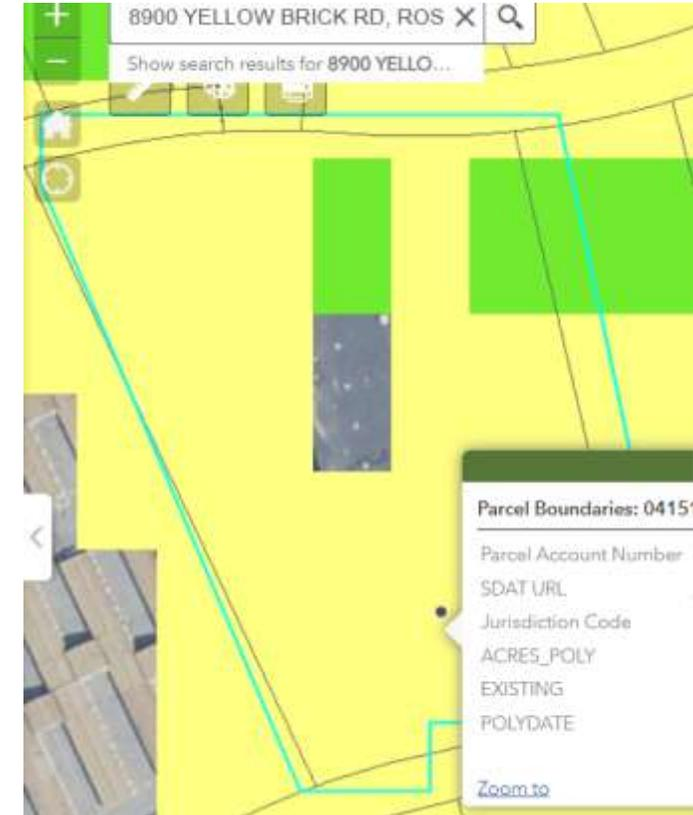 8900 YELLOW BRICK RD, ROS
Show search results for 8900 YELLO...
Parcel Boundaries: 04151
Parcel Account Number
SDAT URL
Jurisdiction Code
ACRES_POLY
EXISTING
POLYDATE
Zoom to